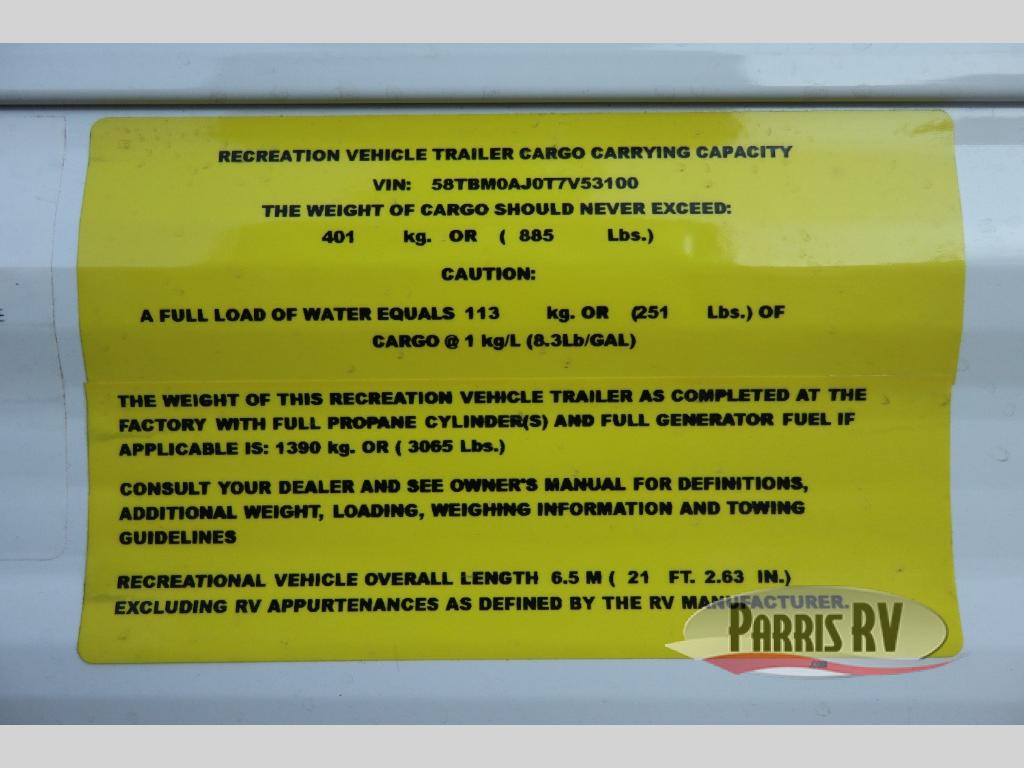 RECREATION VEHICLE TRAILER CARGO CARRYING CAPACITY
VIN: 58TBM0AJ0T7V53100
THE WEIGHT OF CARGO SHOULD NEVER EXCEED:
401 kg. OR ( 885 Lbs.)
CAUTION:
A FULL LOAD OF WATER EQUALS 113 kg. OR (251 Lbs.) OF
CARGO @ 1 kg/L (8.3Lb/GAL)
THE WEIGHT OF THIS RECREATION VEHICLE TRAILER AS COMPLETED AT THE
FACTORY WITH FULL PROPANE CYLINDER(S) AND FULL GENERATOR FUEL IF
APPLICABLE IS: 1390 kg. OR ( 3065 Lbs.)
CONSULT YOUR DEALER AND SEE OWNER'S MANUAL FOR DEFINITIONS,
ADDITIONAL WEIGHT, LOADING, WEIGHING INFORMATION AND TOWING
GUIDELINES
RECREATIONAL VEHICLE OVERALL LENGTH 6.5 M ( 21 FT. 2.63 IN.)
EXCLUDING RV APPURTENANCES AS DEFINED BY THE RV MANUFACTURER.
PARRIS RV
.com